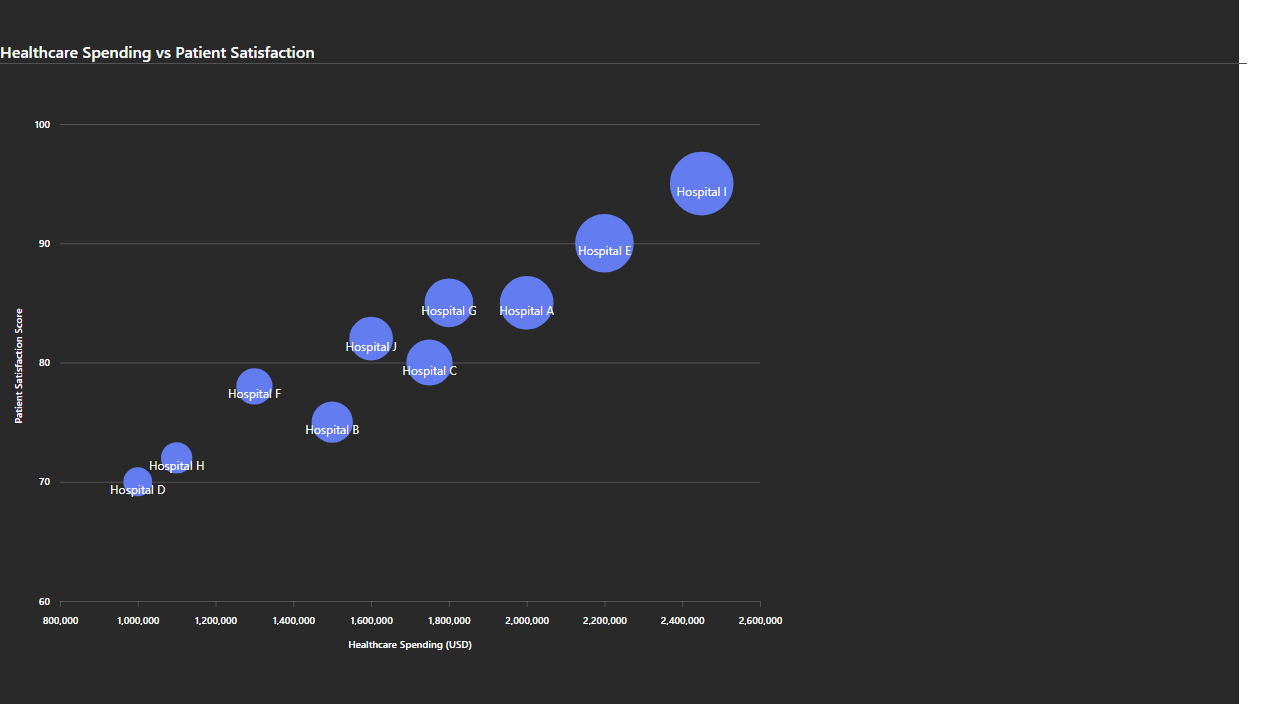 Healthcare Spending vs Patient Satisfaction
100
90
80
70
60
Patient Satisfaction Score
Hospital I
Hospital E
Hospital G
Hospital A
Hospital J
Hospital C
Hospital F
Hospital B
Hospital H
Hospital D
800,000
1,000,000
1,200,000
1,400,000
1,600,000
1,800,000
2,000,000
2,200,000
2,400,000
2,600,000
Healthcare Spending (USD)